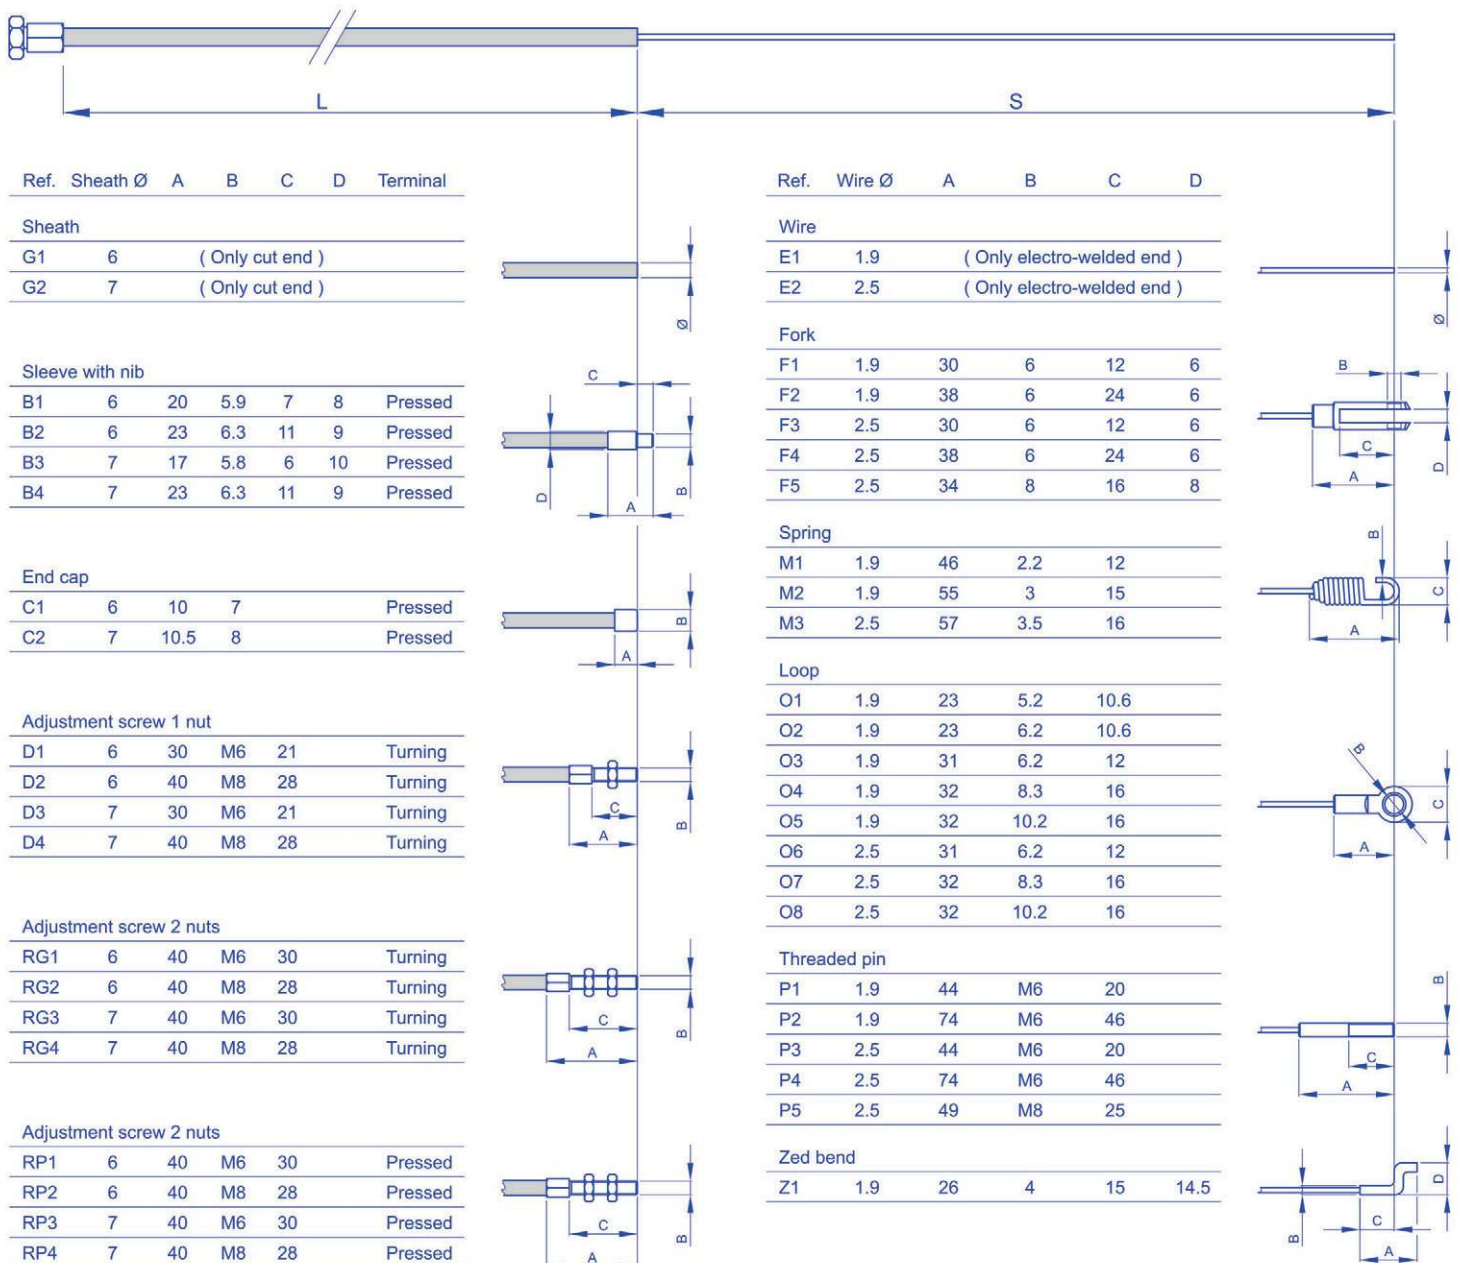 L
S
Ref. Sheath Ø A B C D Terminal
Sheath
G1 6 ( Only cut end )
G2 7 ( Only cut end )
Ø
Sleeve with nib
B1 6 20 5.9 7 8 Pressed
B2 6 23 6.3 11 9 Pressed
B3 7 17 5.8 6 10 Pressed
B4 7 23 6.3 11 9 Pressed
C
D
A
B
End cap
C1 6 10 7 Pressed
C2 7 10.5 8 Pressed
B
A
Adjustment screw 1 nut
D1 6 30 M6 21 Turning
D2 6 40 M8 28 Turning
D3 7 30 M6 21 Turning
D4 7 40 M8 28 Turning
C
B
A
Adjustment screw 2 nuts
RG1 6 40 M6 30 Turning
RG2 6 40 M8 28 Turning
RG3 7 40 M6 30 Turning
RG4 7 40 M8 28 Turning
C
B
A
Adjustment screw 2 nuts
RP1 6 40 M6 30 Pressed
RP2 6 40 M8 28 Pressed
RP3 7 40 M6 30 Pressed
RP4 7 40 M8 28 Pressed
C
B
A
Ref. Wire Ø A B C D
Wire
E1 1.9 ( Only electro-welded end )
E2 2.5 ( Only electro-welded end )
Ø
Fork
F1 1.9 30 6 12 6
F2 1.9 38 6 24 6
F3 2.5 30 6 12 6
F4 2.5 38 6 24 6
F5 2.5 34 8 16 8
B
C
A
D
Spring
M1 1.9 46 2.2 12
M2 1.9 55 3 15
M3 2.5 57 3.5 16
B
C
A
Loop
O1 1.9 23 5.2 10.6
O2 1.9 23 6.2 10.6
O3 1.9 31 6.2 12
O4 1.9 32 8.3 16
O5 1.9 32 10.2 16
O6 2.5 31 6.2 12
O7 2.5 32 8.3 16
O8 2.5 32 10.2 16
B
C
A
Threaded pin
P1 1.9 44 M6 20
P2 1.9 74 M6 46
P3 2.5 44 M6 20
P4 2.5 74 M6 46
P5 2.5 49 M8 25
B
C
A
Zed bend
Z1 1.9 26 4 15 14.5
D
B
C
A